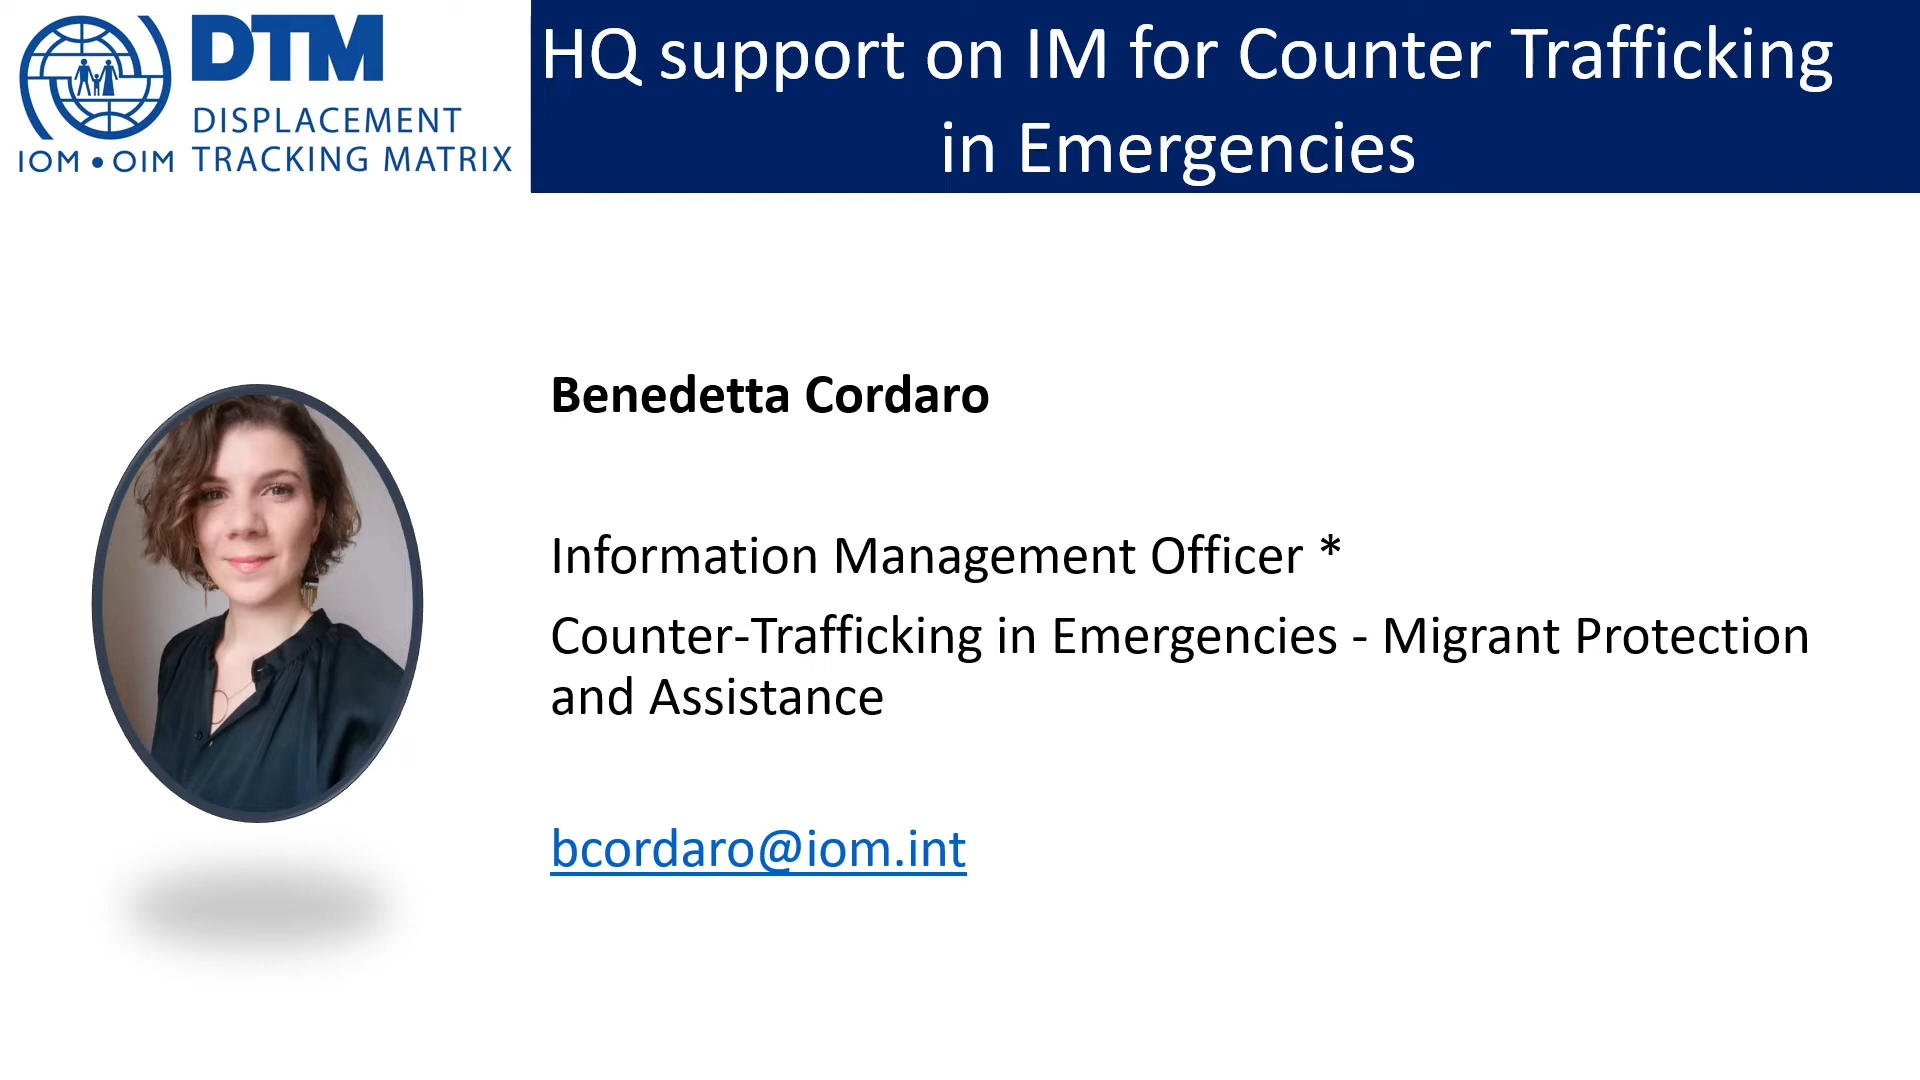 DTM
DISPLACEMENT
IOM • OIM TRACKING MATRIX
HQ support on IM for Counter Trafficking
in Emergencies
Benedetta Cordaro
Information Management Officer *
Counter-Trafficking in Emergencies - Migrant Protection
and Assistance
bcordaro@iom.int